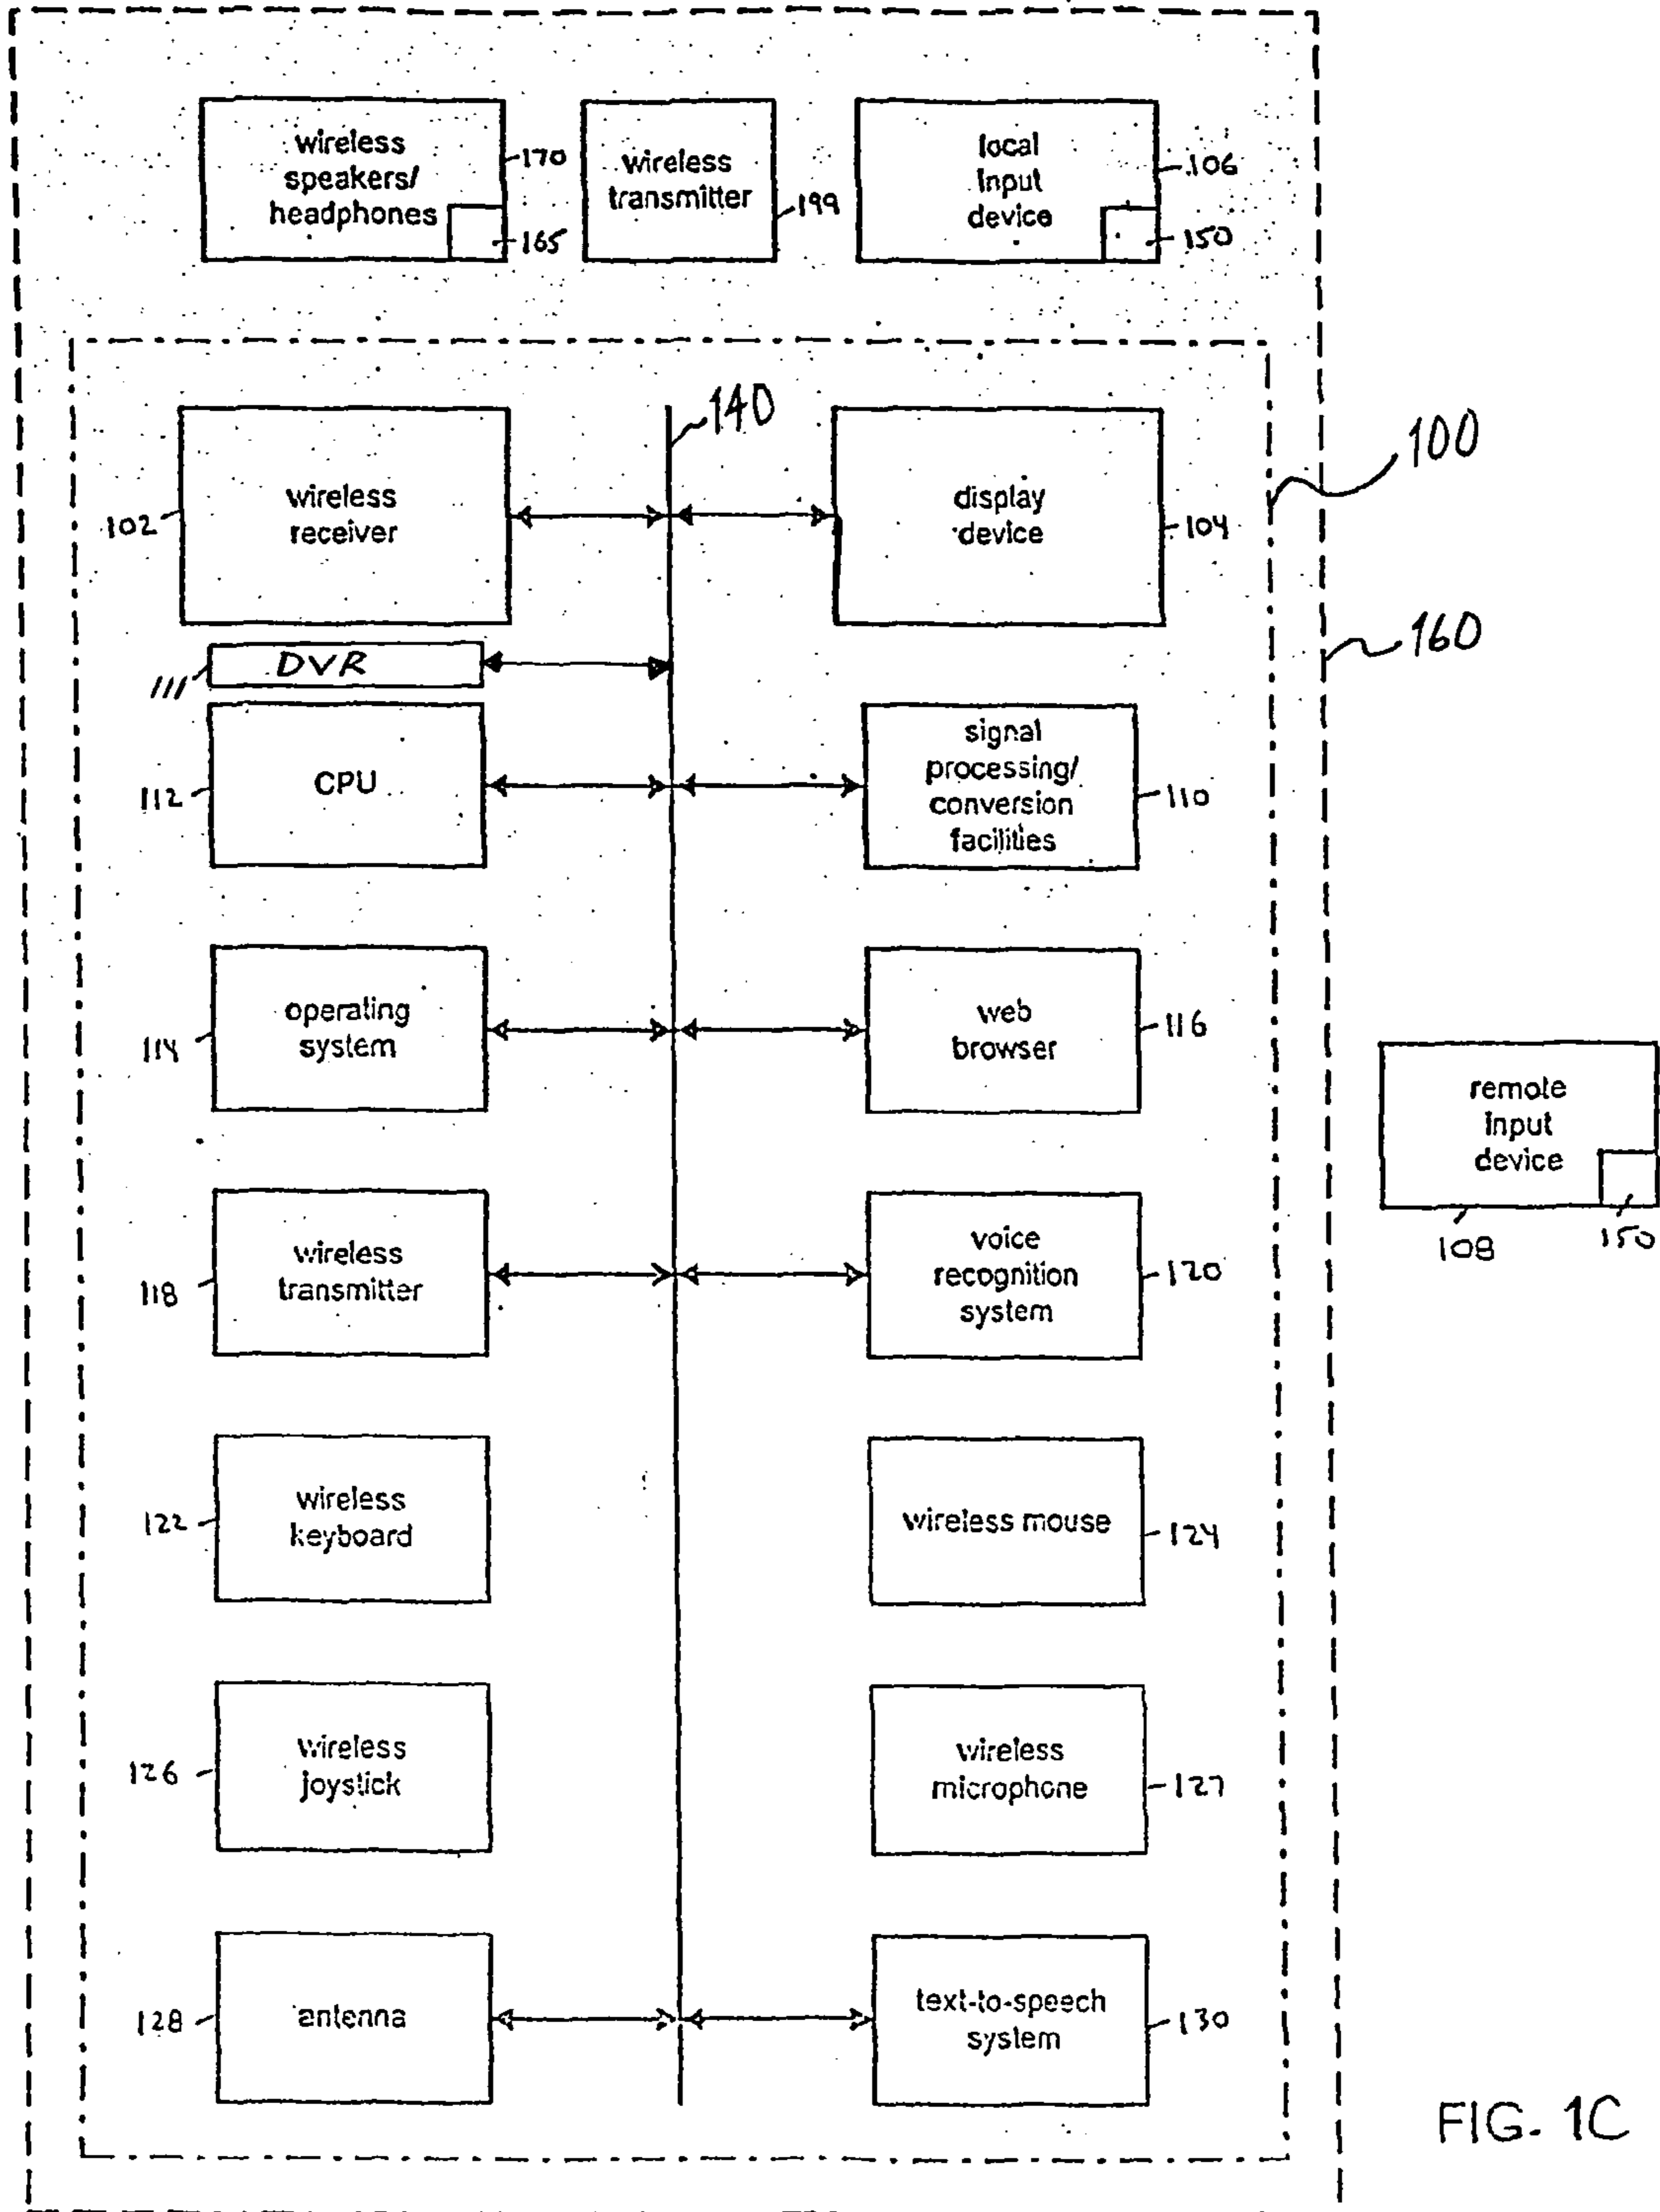 wireless
speakers/
headphones
170
165
wireless
transmitter
199
local
Input
device
106
150
140
100
wireless
receiver
102
display
device
104
160
DVR
111
CPU
112
signal
processing/
conversion
facilities
110
operating
system
114
web
browser
116
remote
input
device
108
150
wireless
transmitter
118
voice
recognition
system
120
wireless
keyboard
122
wireless mouse
124
wireless
joystick
126
wireless
microphone
127
antenna
128
text-to-speech
system
130
FIG. 1C